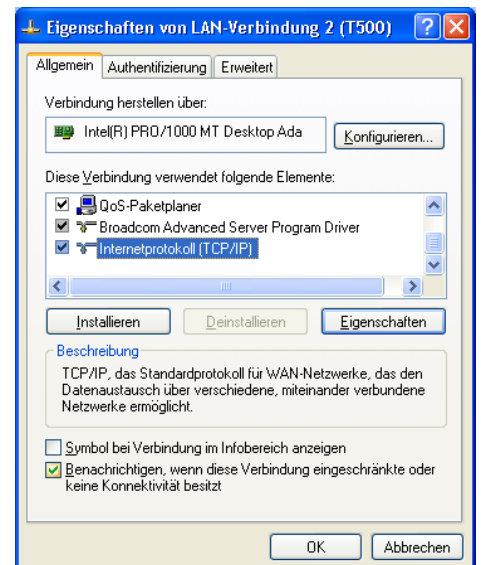 Eigenschaften von LAN-Verbindung 2 (T500)
Allgemein
Authentifizierung
Erweitert
Verbindung herstellen über:
Intel(R) PRO/1000 MT Desktop Ada
Konfigurieren...
Diese Verbindung verwendet folgende Elemente:
QoS-Paketplaner
Broadcom Advanced Server Program Driver
Internetprotokoll (TCP/IP)
Installieren
Deinstallieren
Eigenschaften
Beschreibung
TCP/IP, das Standardprotokoll für WAN-Netzwerke, das den
Datenaustausch über verschiedene, miteinander verbundene
Netzwerke ermöglicht.
Symbol bei Verbindung im Infobereich anzeigen
Benachrichtigen, wenn diese Verbindung eingeschränkte oder
keine Konnektivität besitzt
OK
Abbrechen